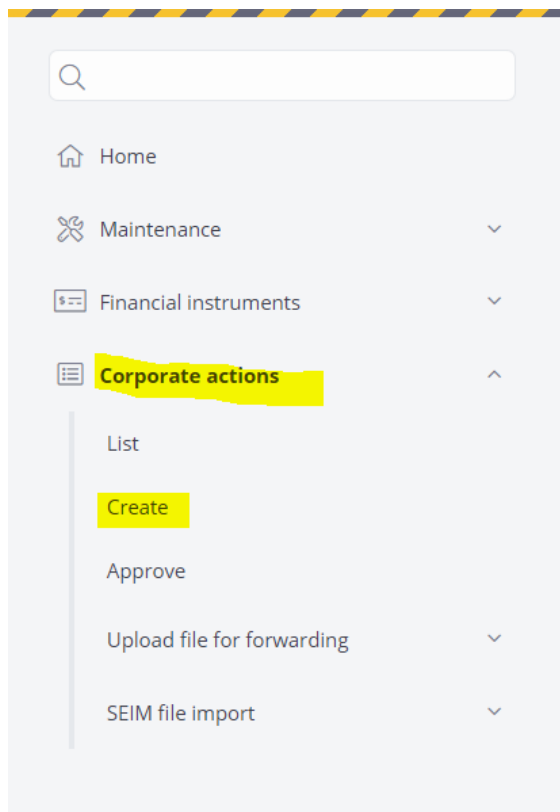 Home
Maintenance
Financial instruments
Corporate actions
List
Create
Approve
Upload file for forwarding
SEIM file import